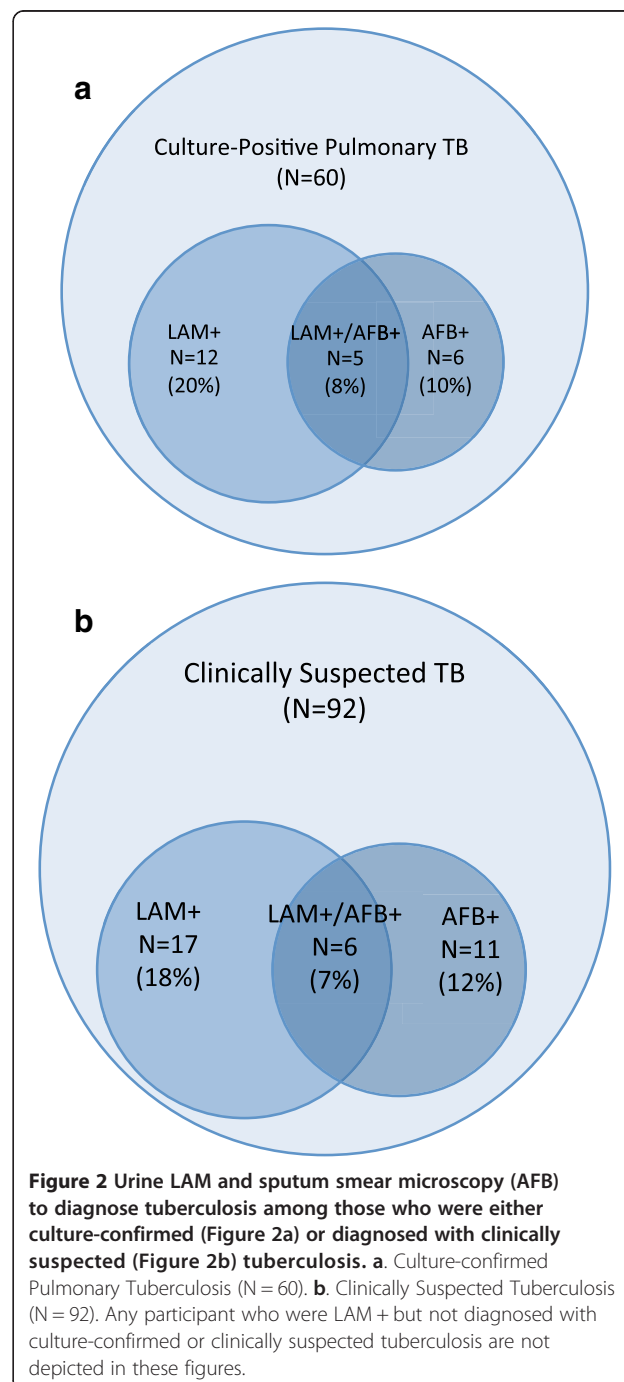 a
Culture-Positive Pulmonary TB
(N=60)
LAM+
N=12
(20%)
LAM+/AFB+
N=5
(8%)
AFB+
N=6
(10%)
b
Clinically Suspected TB
(N=92)
LAM+
N=17
(18%)
LAM+/AFB+
N=6
(7%)
AFB+
N=11
(12%)
Figure 2 Urine LAM and sputum smear microscopy (AFB)
to diagnose tuberculosis among those who were either
culture-confirmed (Figure 2a) or diagnosed with clinically
suspected (Figure 2b) tuberculosis. a. Culture-confirmed
Pulmonary Tuberculosis (N = 60). b. Clinically Suspected Tuberculosis
(N = 92). Any participant who were LAM + but not diagnosed with
culture-confirmed or clinically suspected tuberculosis are not
depicted in these figures.